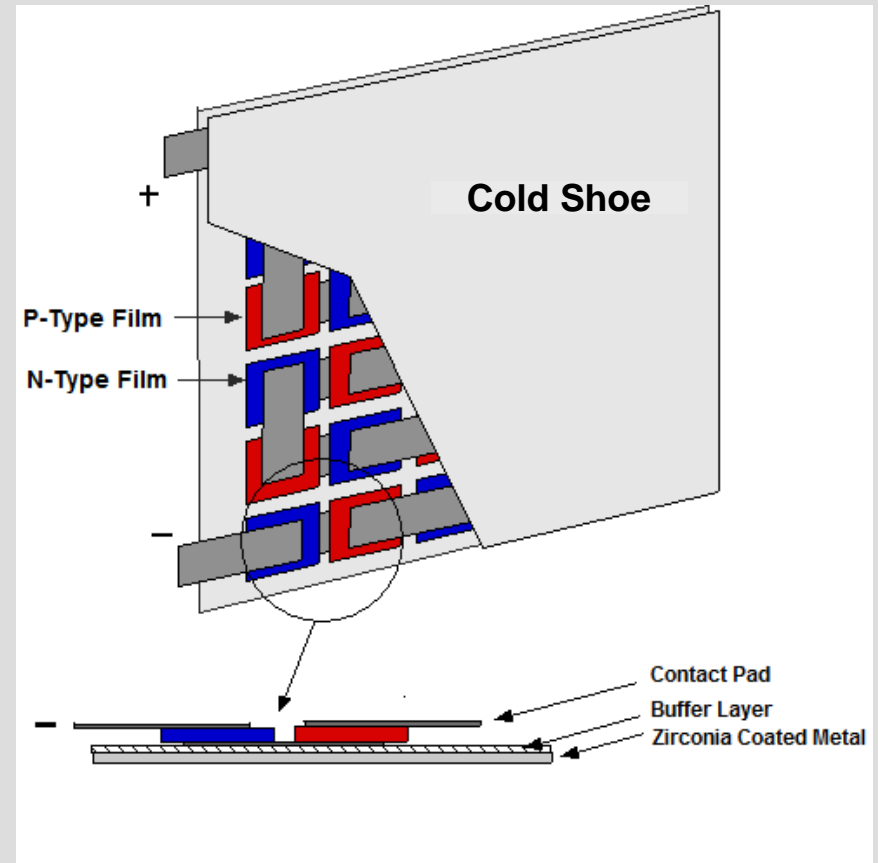 Cold Shoe
+
P-Type Film
N-Type Film
−
Contact Pad
−
Buffer Layer
Zirconia Coated Metal